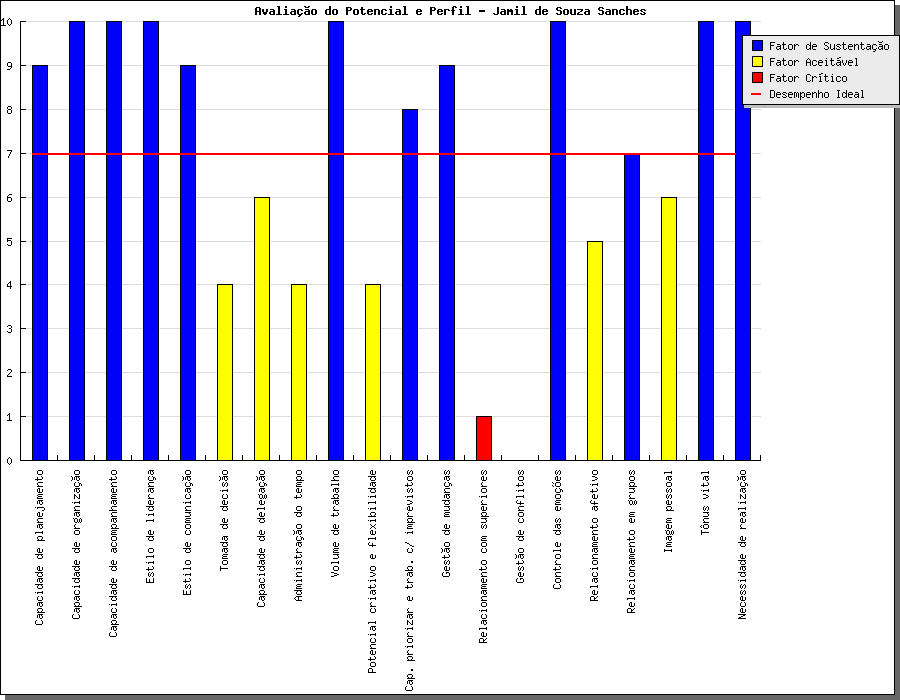 Avaliação do Potencial e Perfil - Jamil de Souza Sanches
10
9
8
7
6
5
4
3
2
1
0
Fator de Sustentação
Fator Aceitável
Fator Crítico
Desempenho Ideal
Capacidade de planejamento
Capacidade de organização
Capacidade de acompanhamento
Estilo de liderança
Estilo de comunicação
Tomada de decisão
Capacidade de delegação
Administração do tempo
Volume de trabalho
Potencial criativo e flexibilidade
Cap. priorizar e trab. c/ imprevistos
Gestão de mudanças
Relacionamento com superiores
Gestão de conflitos
Controle das emoções
Relacionamento afetivo
Relacionamento em grupos
Imagem pessoal
Tônus vital
Necessidade de realização